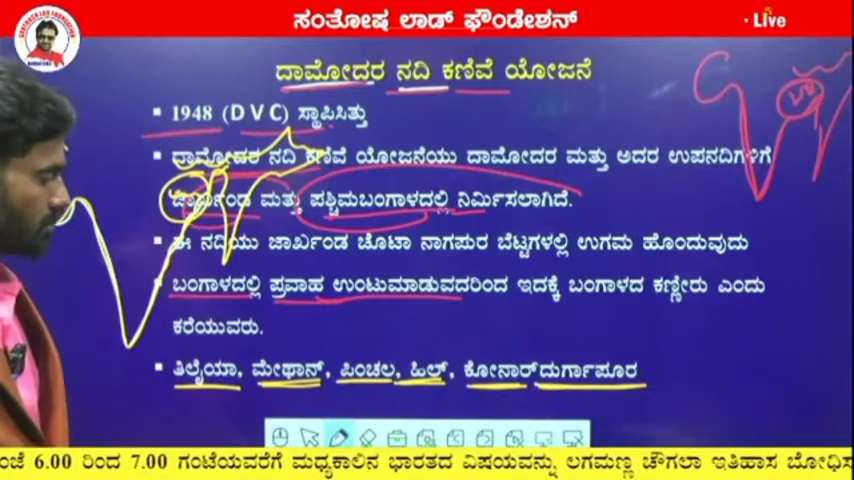 ಸಂತೋಷ ಲಾಡ್ ಫೌಂಡೇಶನ್
· Live
ದಾಮೋದರ ನದಿ ಕಣಿವೆ ಯೋಜನೆ
▪ 1948 (D V C) ಸ್ಥಾಪಿಸಿತ್ತು
▪ ದಾಮೋದರ ನದಿ ಕಣಿವೆ ಯೋಜನೆಯು ದಾಮೋದರ ಮತ್ತು ಅದರ ಉಪನದಿಗಳಿಗೆ
ಜಾರ್ಖಂಡ ಮತ್ತು ಪಶ್ಚಿಮಬಂಗಾಳದಲ್ಲಿ ನಿರ್ಮಿಸಲಾಗಿದೆ.
▪ ಈ ನದಿಯು ಜಾರ್ಖಂಡ ಚೊಟಾ ನಾಗಪುರ ಬೆಟ್ಟಗಳಲ್ಲಿ ಉಗಮ ಹೊಂದುವುದು
▪ ಬಂಗಾಳದಲ್ಲಿ ಪ್ರವಾಹ ಉಂಟುಮಾಡುವದರಿಂದ ಇದಕ್ಕೆ ಬಂಗಾಳದ ಕಣ್ಣೀರು ಎಂದು
ಕರೆಯುವರು.
▪ ತಿಲೈಯಾ, ಮೇಥಾನ್, ಪಿಂಚಲ, ಹಿಲ್, ಕೋನಾರ್ ದುರ್ಗಾಪೂರ
ಂಜೆ 6.00 ರಿಂದ 7.00 ಗಂಟೆಯವರೆಗೆ ಮಧ್ಯಕಾಲಿನ ಭಾರತದ ವಿಷಯವನ್ನು ಲಗಮಣ್ಣ ಚೌಗಲಾ ಇತಿಹಾಸ ಬೋಧಿಸ